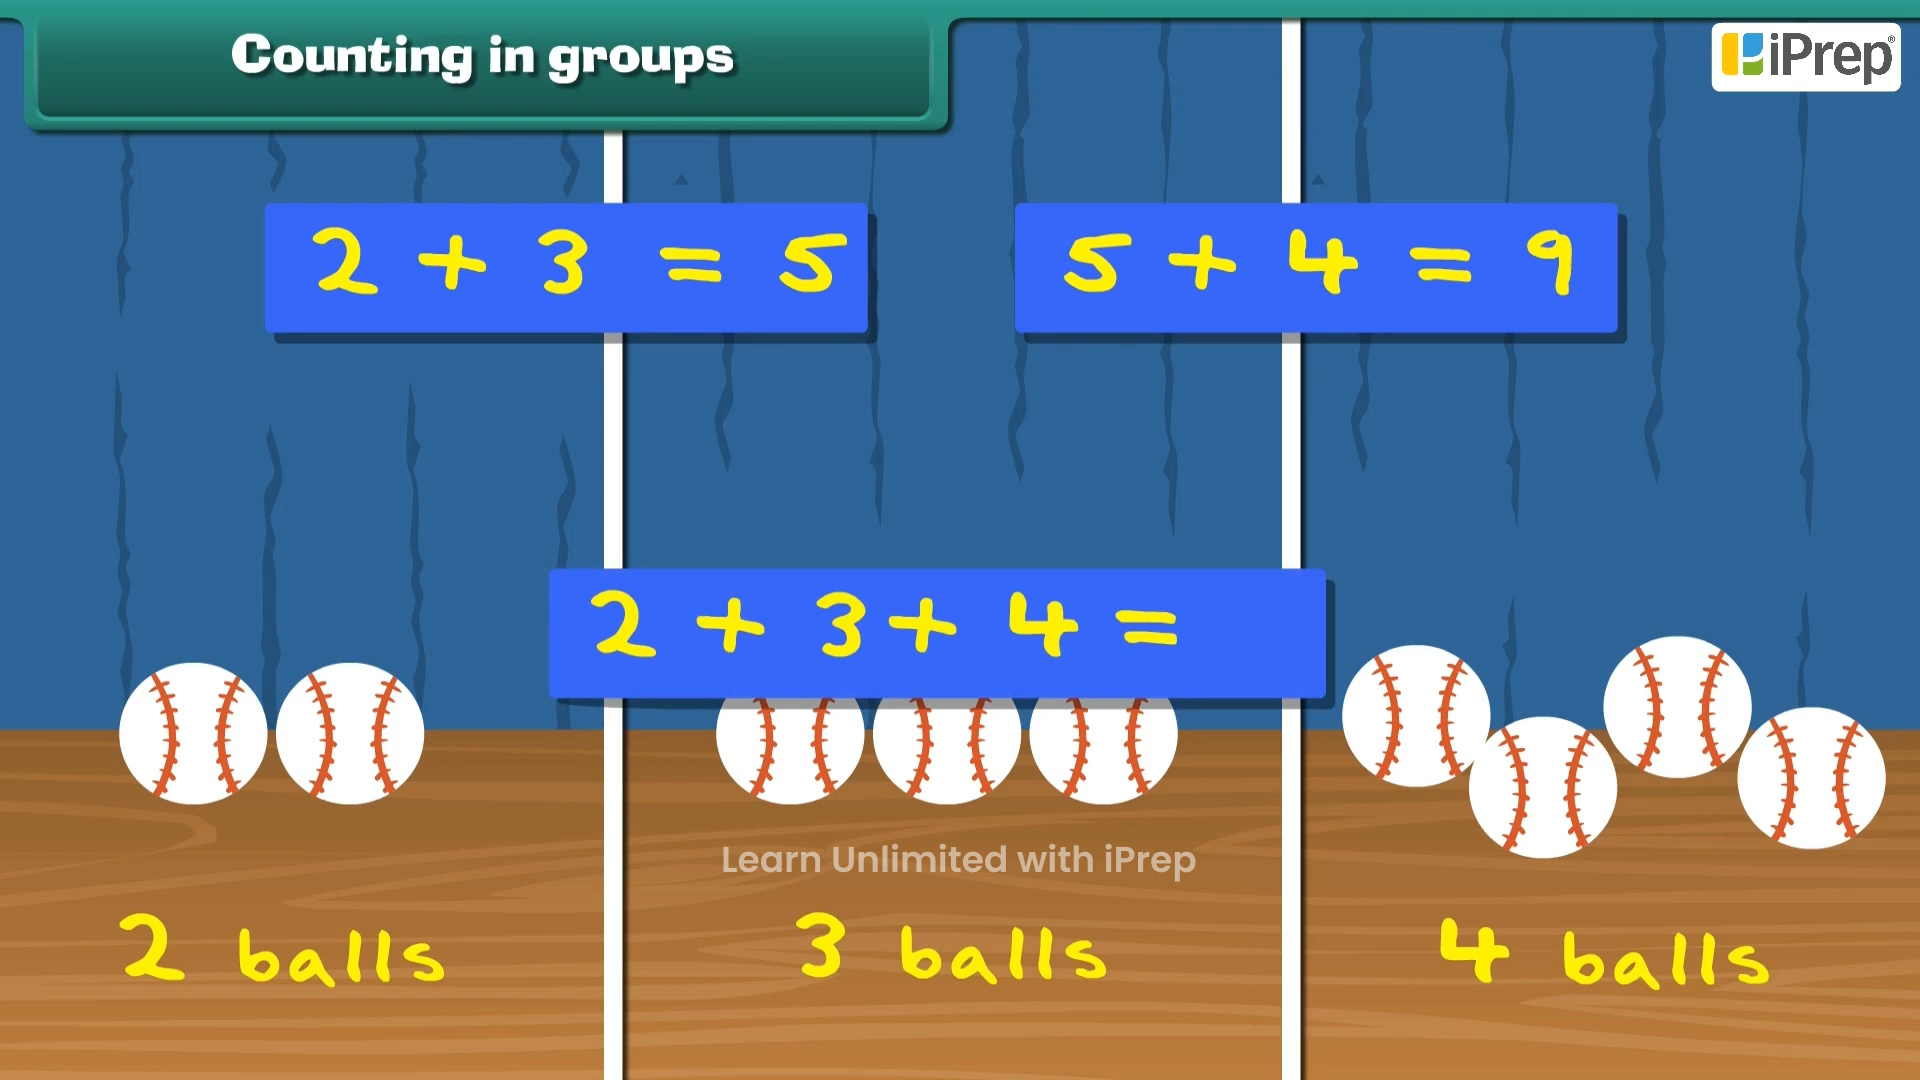 Counting in groups
iPrep®
2 + 3 = 5
5 + 4 = 9
2 + 3 + 4 =
Learn Unlimited with iPrep
2 balls
3 balls
4 balls